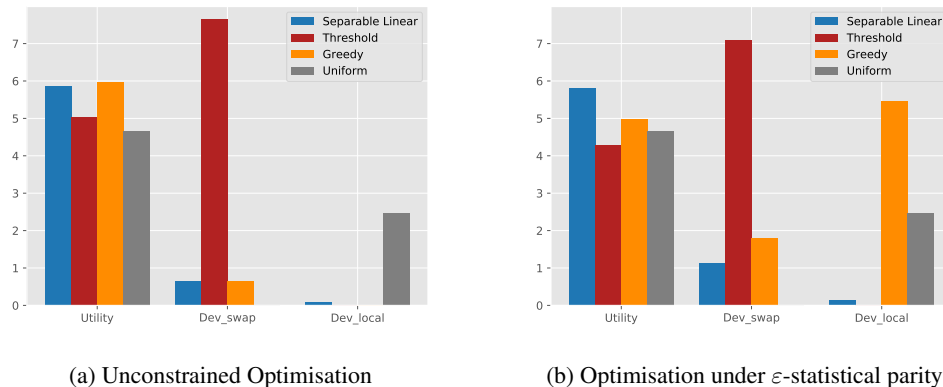 Separable Linear
Threshold
Greedy
Uniform
7
6
5
4
3
2
1
0
Utility
Dev_swap
Dev_local
(a) Unconstrained Optimisation
Separable Linear
Threshold
Greedy
Uniform
7
6
5
4
3
2
1
0
Utility
Dev_swap
Dev_local
(b) Optimisation under ε-statistical parity